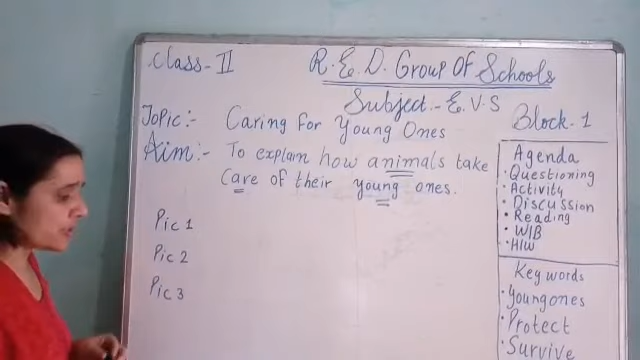 Class - II
R.E.D. Group Of Schools
Subject - E.V.S
Block - 1
Topic :- Caring For Young Ones
Aim :- To explain how animals take
Care of their young ones.
Pic 1
Pic 2
Pic 3
Agenda
• Questioning
• Activity
• Discussion
• Reading
• WIB
• H/W
Key words
• Youngones
• Protect
• Survive